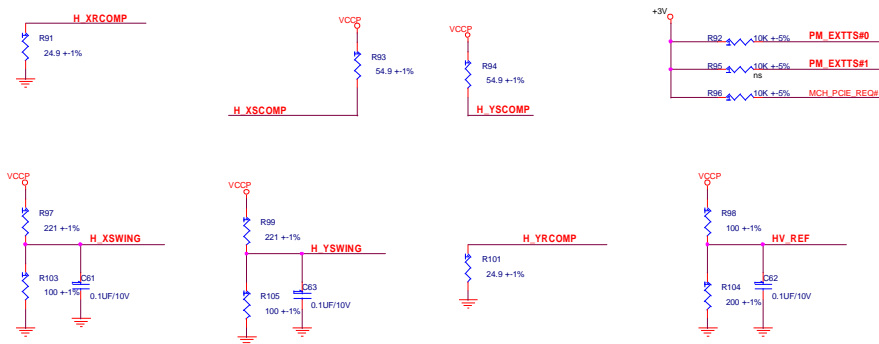 H_XRCOMP
R91
24.9 +-1%
VCCP
R93
54.9 +-1%
H_XSCOMP
VCCP
R94
54.9 +-1%
H_YSCOMP
+3V
R92 10K +-5% PM_EXTTS#0
R95 10K +-5% PM_EXTTS#1
ns
R96 10K +-5% MCH_PCIE_REQ#
VCCP
R97
221 +-1%
H_XSWING
R103
100 +-1%
C61
0.1UF/10V
VCCP
R99
221 +-1%
H_YSWING
R105
100 +-1%
C63
0.1UF/10V
H_YRCOMP
R101
24.9 +-1%
VCCP
R98
100 +-1%
HV_REF
R104
200 +-1%
C62
0.1UF/10V